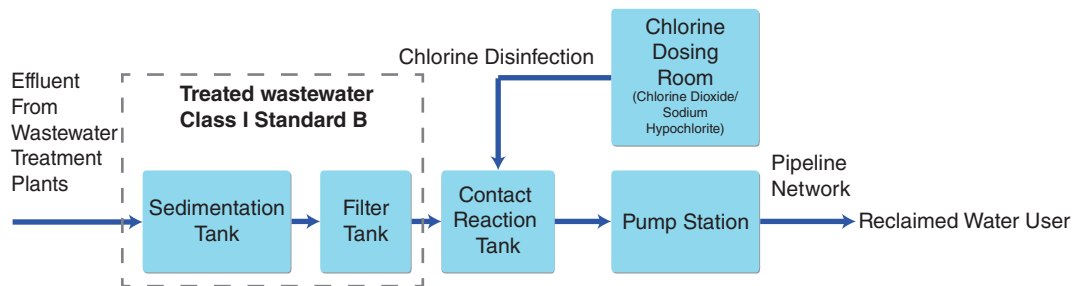 Effluent
From
Wastewater
Treatment
Plants
Treated wastewater
Class I Standard B
Sedimentation
Tank
Filter
Tank
Chlorine Disinfection
Chlorine
Dosing
Room
(Chlorine Dioxide/
Sodium
Hypochlorite)
Contact
Reaction
Tank
Pump Station
Pipeline
Network
Reclaimed Water User